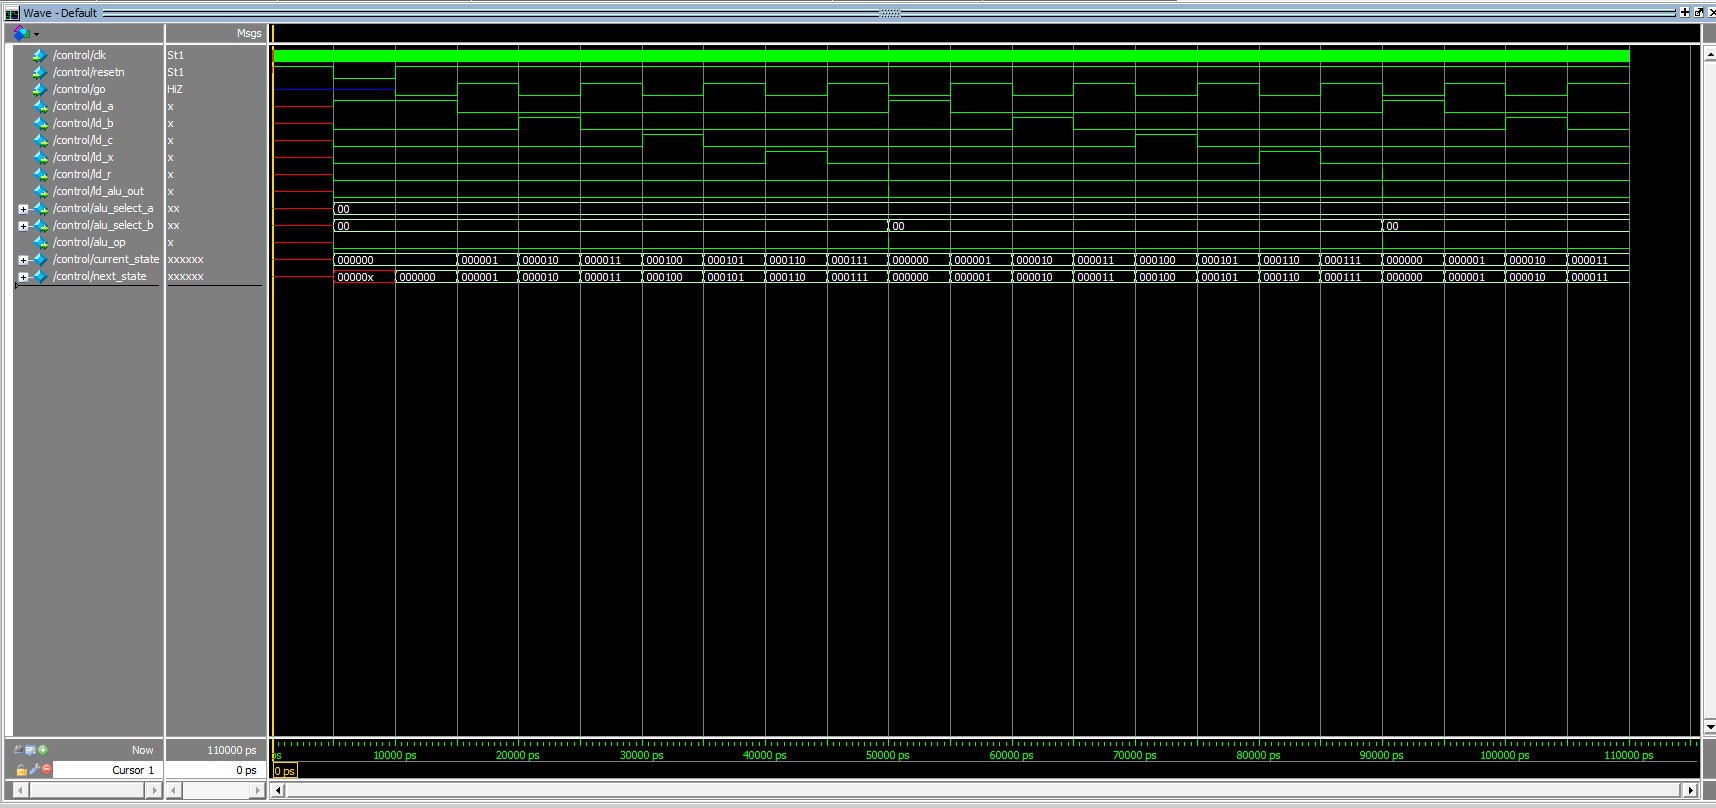 Wave - Default
Msgs
/control/clk St1
/control/resetn St1
/control/go HiZ
/control/ld_a x
/control/ld_b x
/control/ld_c x
/control/ld_x x
/control/ld_r x
/control/ld_alu_out x
/control/alu_select_a xx 00
/control/alu_select_b xx 00 00 00
/control/alu_op x
/control/current_state xxxxxx 000000 000001 000010 000011 000100 000101 000110 000111 000000 000001 000010 000011 000100 000101 000110 000111 000000 000001 000010 000011
/control/next_state xxxxxx 00000x 000000 000001 000010 000011 000100 000101 000110 000111 000000 000001 000010 000011 000100 000101 000110 000111 000000 000001 000010 000011
Now 110000 ps ps 10000 ps 20000 ps 30000 ps 40000 ps 50000 ps 60000 ps 70000 ps 80000 ps 90000 ps 100000 ps 110000 ps
Cursor 1 0 ps 0 ps